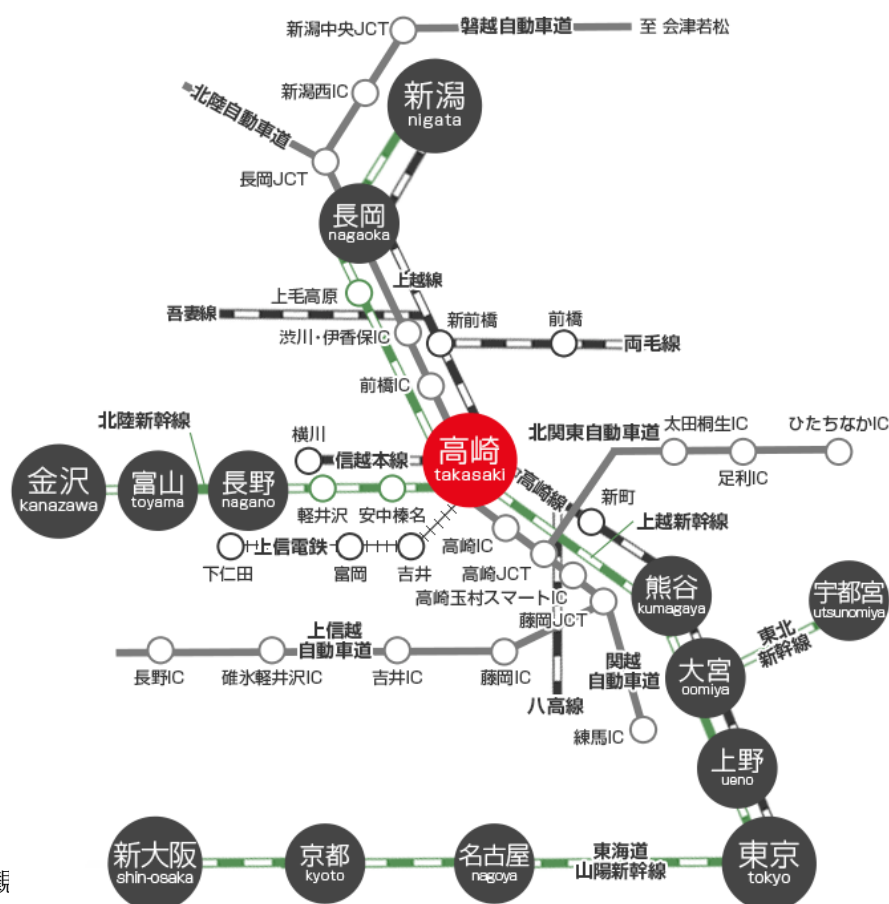 新潟中央JCT
磐越自動車道
至 会津若松
新潟西IC
新潟
nigata
北陸自動車道
長岡JCT
長岡
nagaoka
上越線
上毛高原
吾妻線
新前橋
前橋
両毛線
渋川・伊香保IC
前橋IC
北陸新幹線
横川
信越本線
高崎
takasaki
北関東自動車道
太田桐生IC
ひたちなかIC
足利IC
金沢
kanazawa
富山
toyama
長野
nagano
軽井沢
安中榛名
高崎線
新町
上越新幹線
上信電鉄
下仁田
富岡
吉井
高崎IC
高崎JCT
高崎玉村スマートIC
藤岡JCT
熊谷
kumagaya
宇都宮
utsunomiya
東北
新幹線
大宮
oomiya
上信越
自動車道
長野IC
碓氷軽井沢IC
吉井IC
藤岡IC
関越
自動車道
八高線
練馬IC
上野
ueno
新大阪
shin-osaka
京都
kyoto
名古屋
nagoya
東海道
山陽新幹線
東京
tokyo